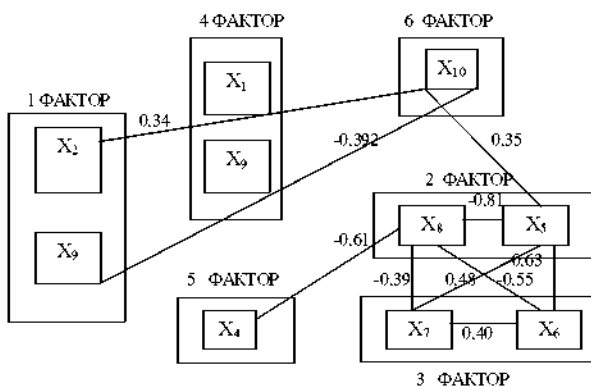 4 ФАКТОР
6 ФАКТОР
X₁₀
X₁
1 ФАКТОР
0.34
X₂
-0.392
0.35
X₉
2 ФАКТОР
-0.81
X₈
X₅
-0.61
X₉
0.63
5 ФАКТОР
-0.39
0.48
-0.55
X₄
X₇
X₆
0.40
3 ФАКТОР